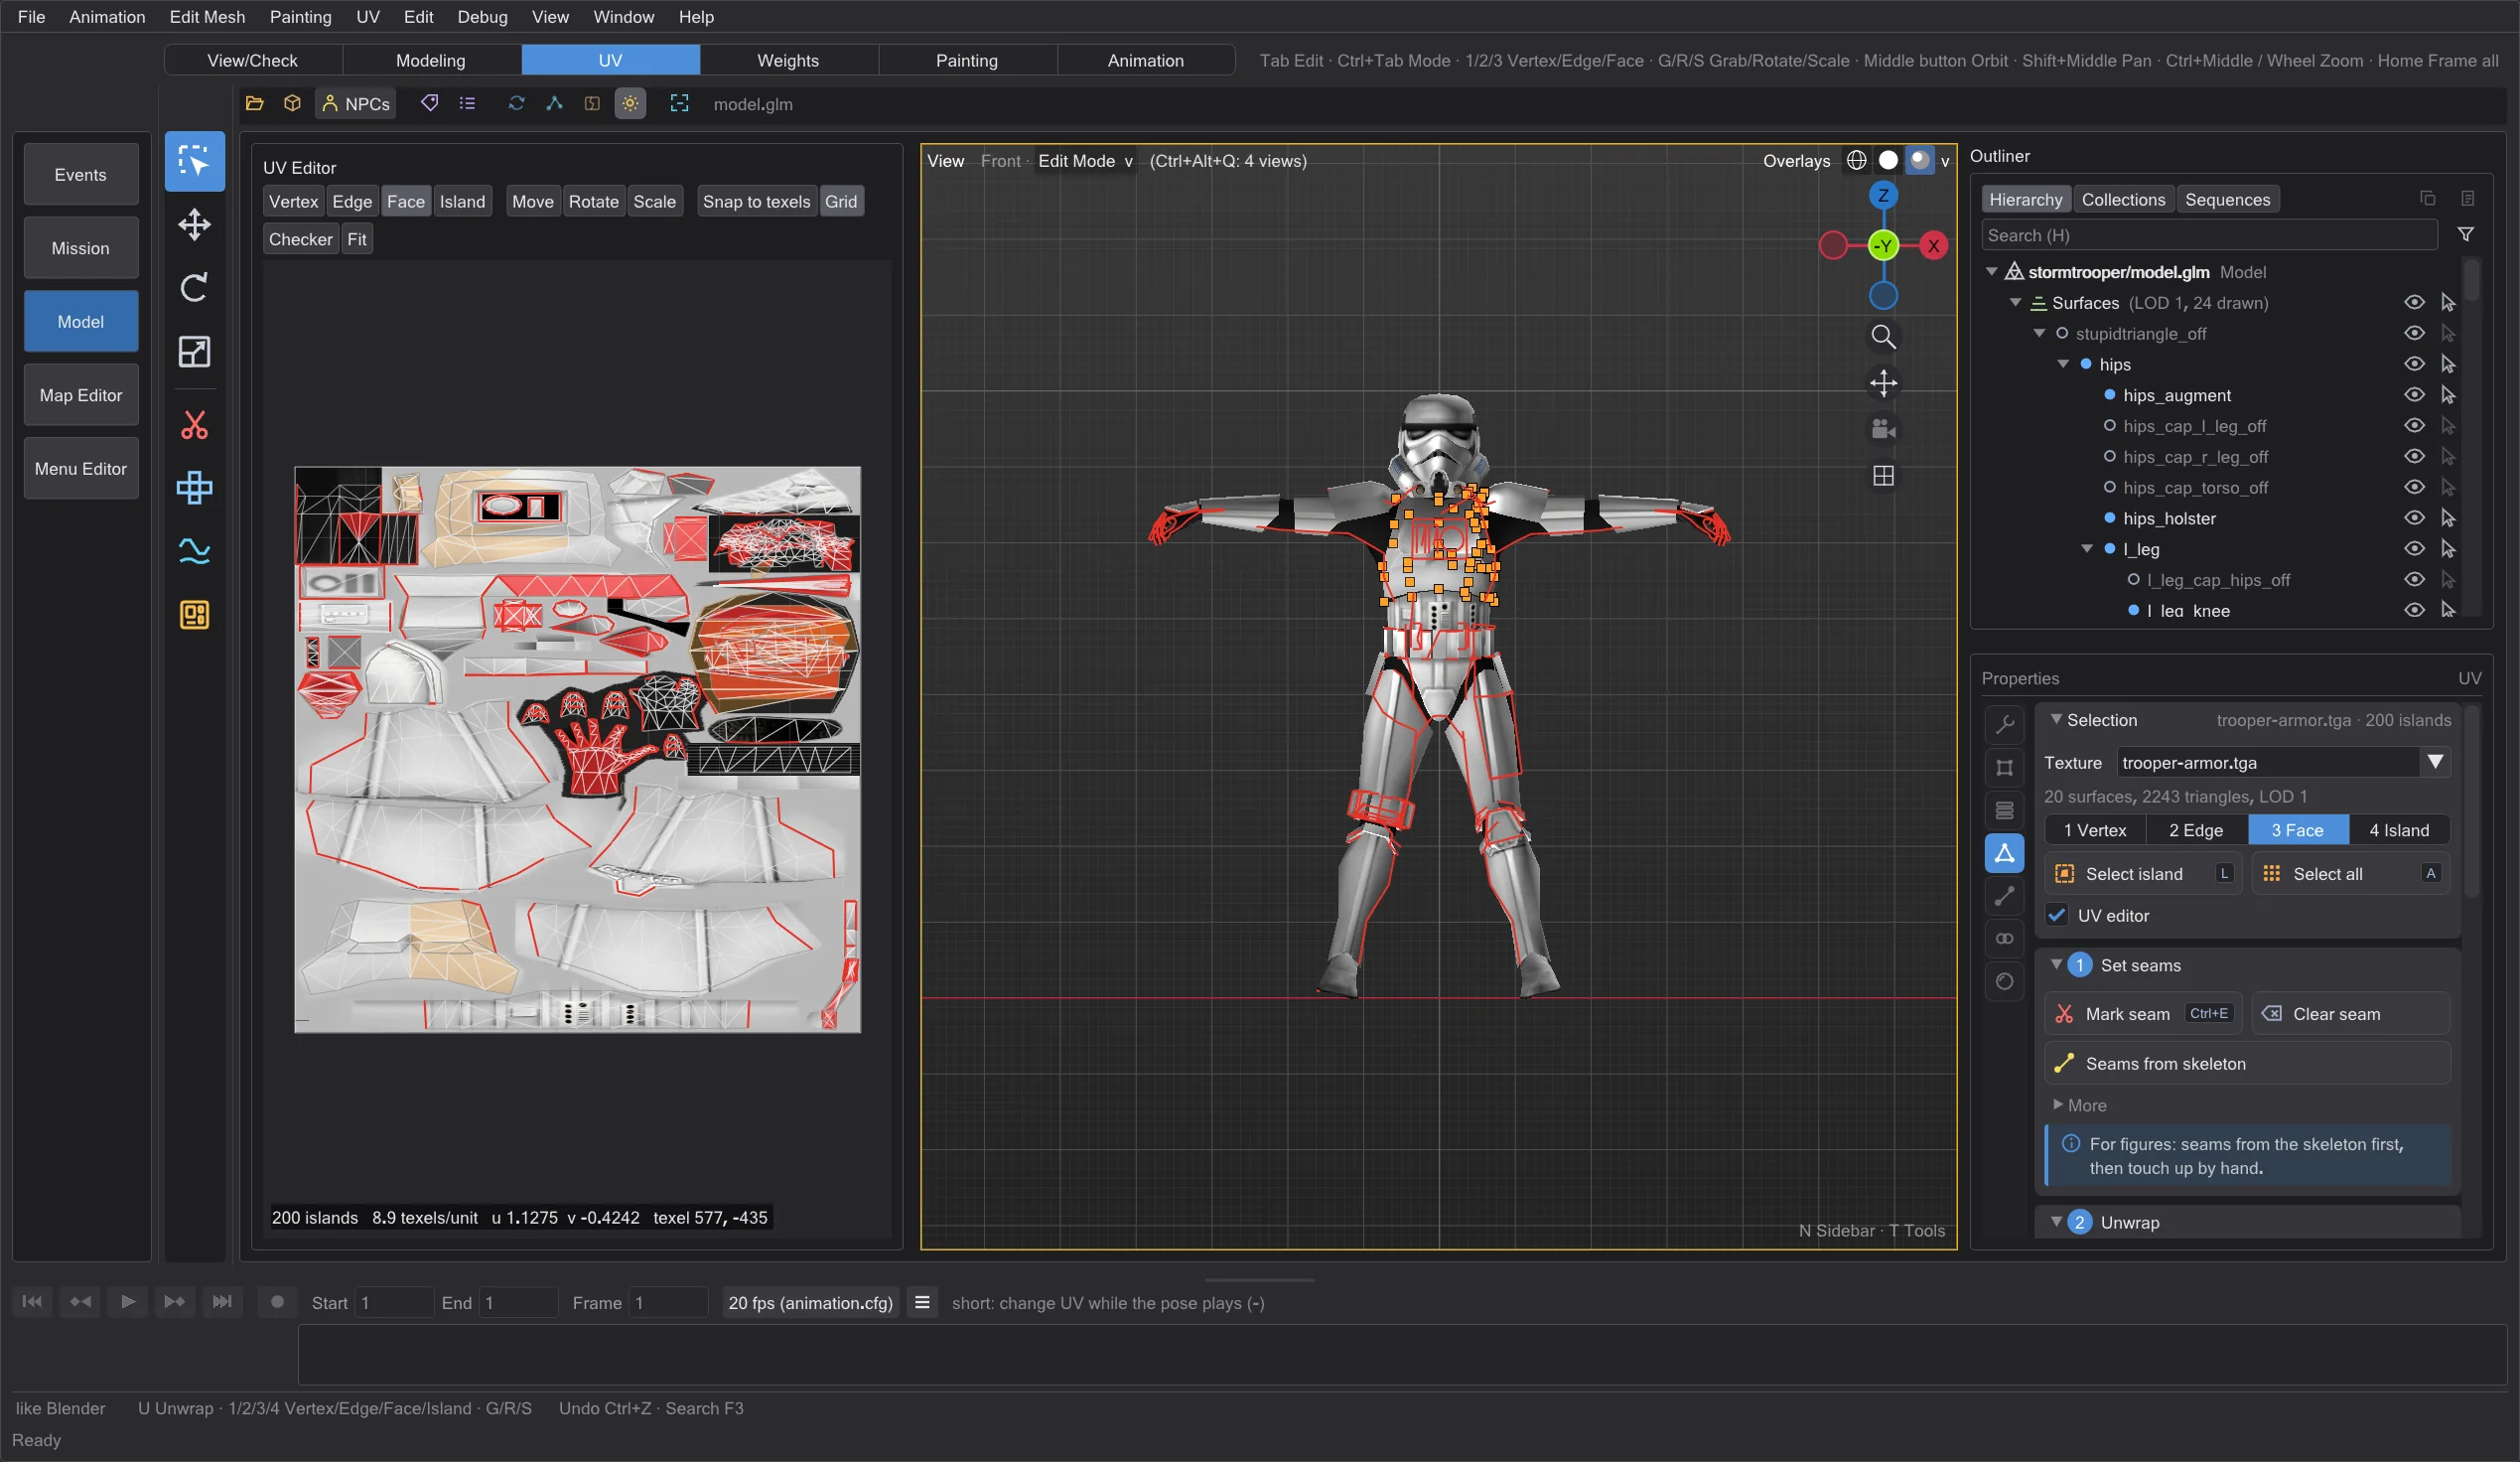 File Animation Edit Mesh Painting UV Edit Debug View Window Help
View/Check Modeling UV Weights Painting Animation Tab Edit · Ctrl+Tab Mode · 1/2/3 Vertex/Edge/Face · G/R/S Grab/Rotate/Scale · Middle button Orbit · Shift+Middle Pan · Ctrl+Middle / Wheel Zoom · Home Frame all
NPCs model.glm
Events
Mission
Model
Map Editor
Menu Editor
UV Editor
Vertex Edge Face Island Move Rotate Scale Snap to texels Grid
Checker Fit
200 islands 8.9 texels/unit u 1.1275 v -0.4242 texel 577, -435
View Front · Edit Mode v (Ctrl+Alt+Q: 4 views) Overlays v
Z
-Y X
N Sidebar · T Tools
Outliner
Hierarchy Collections Sequences
Search (H)
stormtrooper/model.glm Model
Surfaces (LOD 1, 24 drawn)
stupidtriangle_off
hips
hips_augment
hips_cap_l_leg_off
hips_cap_r_leg_off
hips_cap_torso_off
hips_holster
l_leg
l_leg_cap_hips_off
l_leg_knee
Properties UV
Selection trooper-armor.tga · 200 islands
Texture trooper-armor.tga
20 surfaces, 2243 triangles, LOD 1
1 Vertex 2 Edge 3 Face 4 Island
Select island L Select all A
UV editor
1 Set seams
Mark seam Ctrl+E Clear seam
Seams from skeleton
More
For figures: seams from the skeleton first,
then touch up by hand.
2 Unwrap
Start 1 End 1 Frame 1 20 fps (animation.cfg) short: change UV while the pose plays (-)
like Blender U Unwrap · 1/2/3/4 Vertex/Edge/Face/Island · G/R/S Undo Ctrl+Z · Search F3
Ready